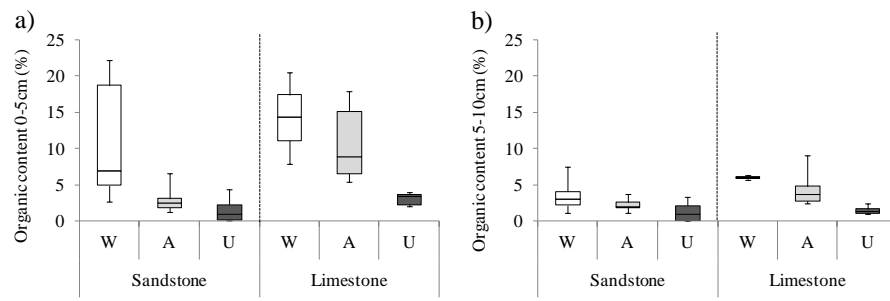 a)
Organic content 0-5cm (%)
25
20
15
10
5
0
W A U W A U
Sandstone Limestone
b)
Organic content 5-10cm (%)
25
20
15
10
5
0
W A U W A U
Sandstone Limestone